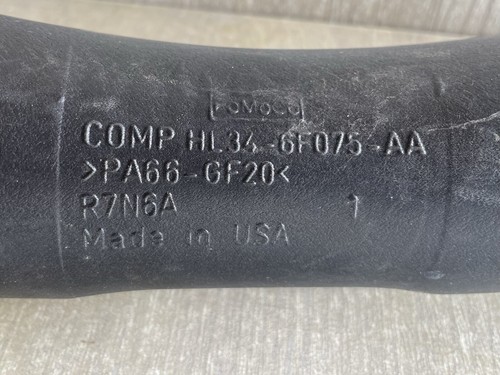 FoMoCo
COMP HL34-6F075-AA
>PA66-GF20<
R7N6A ↑
Made in USA